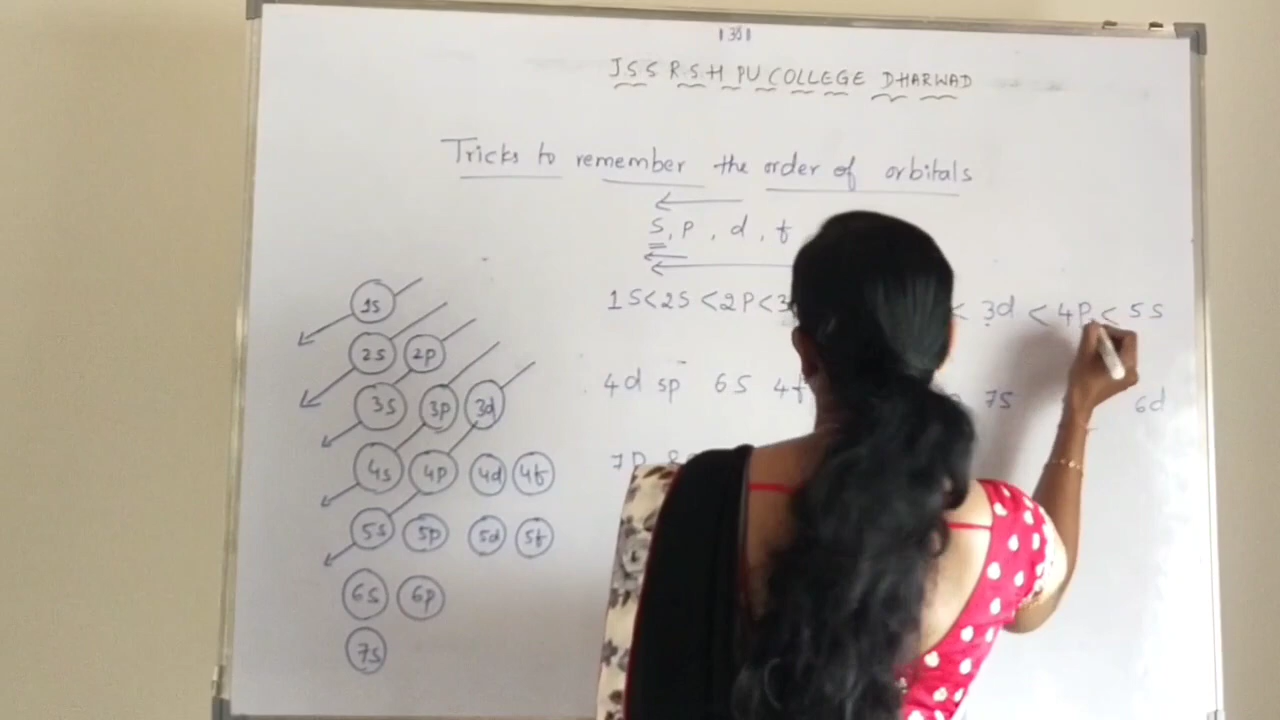 JSS RSH PU COLLEGE DHARWAD
Tricks to remember the order of orbitals
S, P, d, f
1S<2S<2P<3 < 3d < 4P < 5S
4d 5p 6S 4f 7S 6d
7P
1s
2s 2p
3s 3p 3d
4s 4p 4d 4f
5s 5p 5d 5f
6s 6p
7s